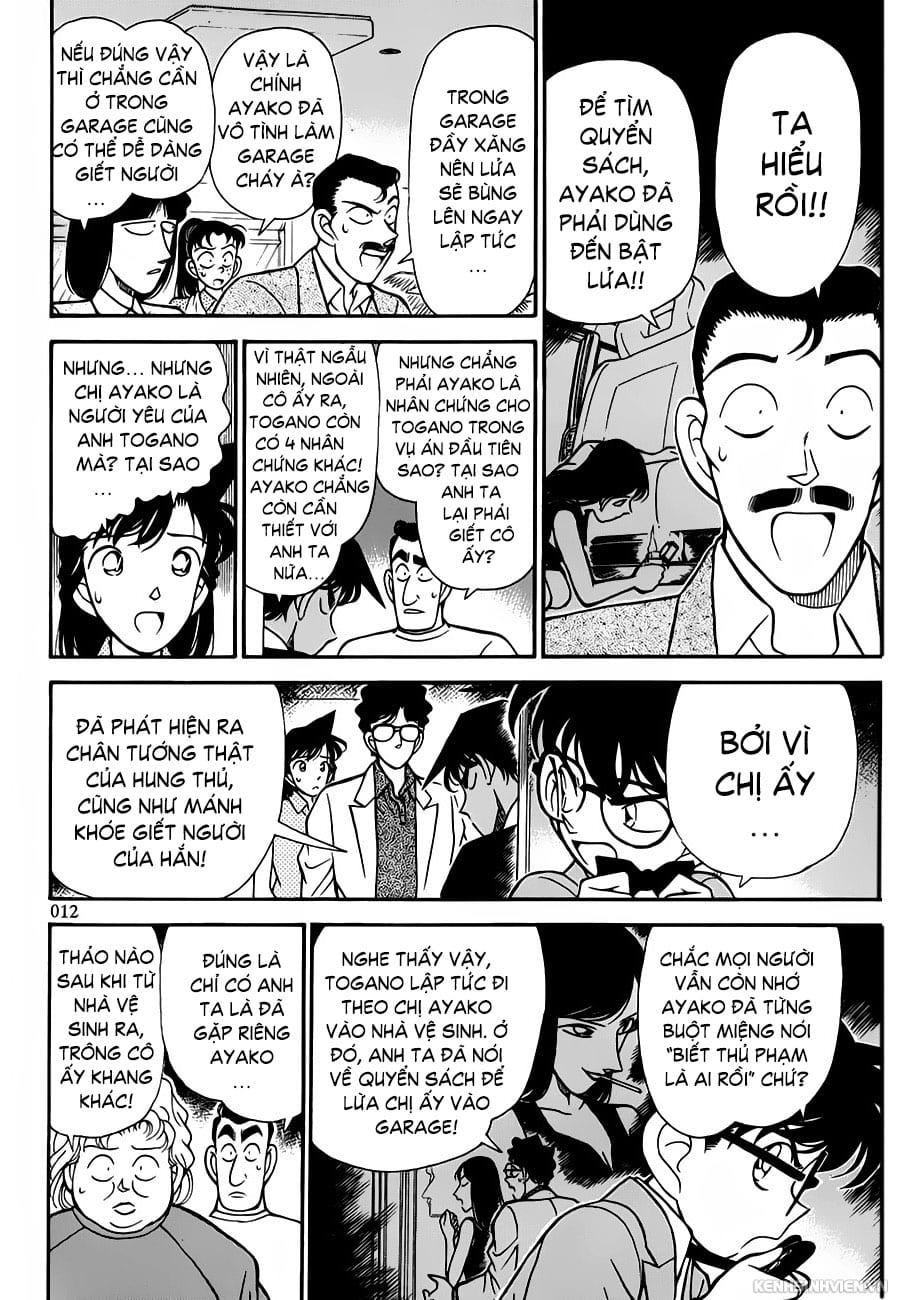 TA
HIỂU
RỒI!!
ĐỂ TÌM
QUYỂN
SÁCH,
AYAKO ĐÃ
PHẢI DÙNG
ĐẾN BẬT
LỬA!!
TRONG
GARAGE
ĐẦY XĂNG
NÊN LỬA
SẼ BÙNG
LÊN NGAY
LẬP TỨC
...
VẬY LÀ
CHÍNH
AYAKO ĐÃ
VÔ TÌNH LÀM
GARAGE
CHÁY À?
NẾU ĐÚNG VẬY
THÌ CHẲNG CẦN
Ở TRONG
GARAGE CŨNG
CÓ THỂ DỄ DÀNG
GIẾT NGƯỜI
...
NHƯNG CHẲNG
PHẢI AYAKO LÀ
NHÂN CHỨNG CHO
TOGANO TRONG
VỤ ÁN ĐẦU TIÊN
SAO? TẠI SAO
ANH TA
LẠI PHẢI
GIẾT CÔ
ẤY?
VÌ THẬT NGẪU
NHIÊN, NGOÀI
CÔ ẤY RA,
TOGANO CÒN
CÓ 4 NHÂN
CHỨNG KHÁC!
AYAKO CHẲNG
CÒN CẦN
THIẾT VỚI
ANH TA
NỮA...
NHƯNG... NHƯNG
CHỊ AYAKO LÀ
NGƯỜI YÊU CỦA
ANH TOGANO
MÀ? TẠI SAO
...
BỞI VÌ
CHỊ ẤY
...
ĐÃ PHÁT HIỆN RA
CHÂN TƯỚNG THẬT
CỦA HUNG THỦ,
CŨNG NHƯ MÁNH
KHÓE GIẾT NGƯỜI
CỦA HẮN!
012
CHẮC MỌI NGƯỜI
VẪN CÒN NHỚ
AYAKO ĐÃ TỪNG
BUỘT MIỆNG NÓI
"BIẾT THỦ PHẠM
LÀ AI RỒI" CHỨ?
NGHE THẤY VẬY,
TOGANO LẬP TỨC ĐI
THEO CHỊ AYAKO
VÀO NHÀ VỆ SINH. Ở
ĐÓ, ANH TA ĐÃ NÓI
VỀ QUYỂN SÁCH ĐỂ
LỪA CHỊ ẤY VÀO
GARAGE!
ĐÚNG LÀ
CHỈ CÓ ANH
TA LÀ ĐÃ
GẶP RIÊNG
AYAKO
...
THẢO NÀO
SAU KHI TỪ
NHÀ VỆ
SINH RA,
TRÔNG CÔ
ẤY KHANG
KHÁC!
KENHSINHVIEN.VN